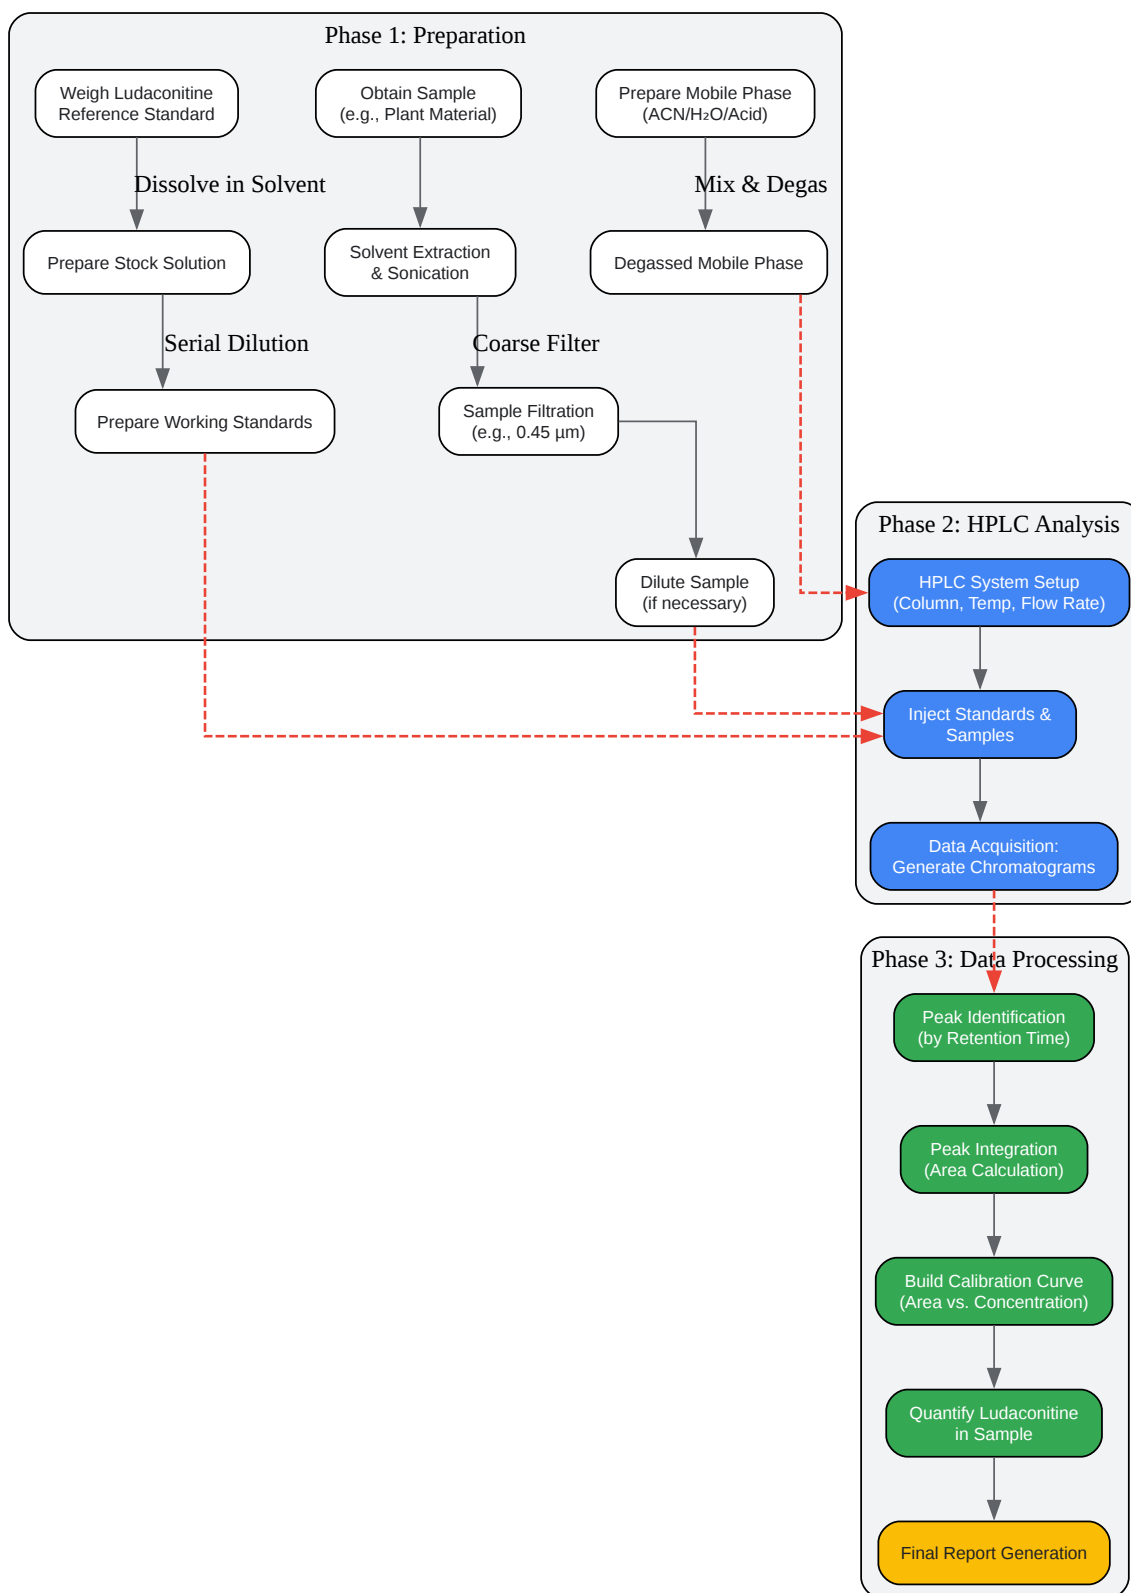 Phase 1: Preparation
Weigh Ludaconitine
Reference Standard
Obtain Sample
(e.g., Plant Material)
Prepare Mobile Phase
(ACN/H₂O/Acid)
Dissolve in Solvent
Mix & Degas
Prepare Stock Solution
Solvent Extraction
& Sonication
Degassed Mobile Phase
Serial Dilution
Coarse Filter
Prepare Working Standards
Sample Filtration
(e.g., 0.45 µm)
Dilute Sample
(if necessary)
Phase 2: HPLC Analysis
HPLC System Setup
(Column, Temp, Flow Rate)
Inject Standards &
Samples
Data Acquisition:
Generate Chromatograms
Phase 3: Data Processing
Peak Identification
(by Retention Time)
Peak Integration
(Area Calculation)
Build Calibration Curve
(Area vs. Concentration)
Quantify Ludaconitine
in Sample
Final Report Generation